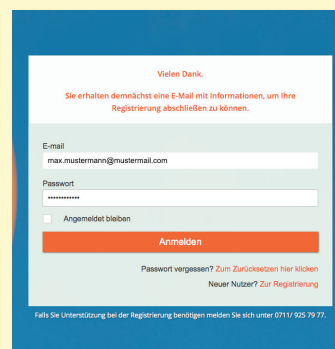 Vielen Dank.
Sie erhalten demnächst eine E-Mail mit Informationen, um Ihre
Registrierung abschließen zu können.
E-mail
max.mustermann@mustermail.com
Passwort
••••••••••••
Angemeldet bleiben
Anmelden
Passwort vergessen? Zum Zurücksetzen hier klicken
Neuer Nutzer? Zur Registrierung
Falls Sie Unterstützung bei der Registrierung benötigen melden Sie sich unter 0711/ 925 79 77.